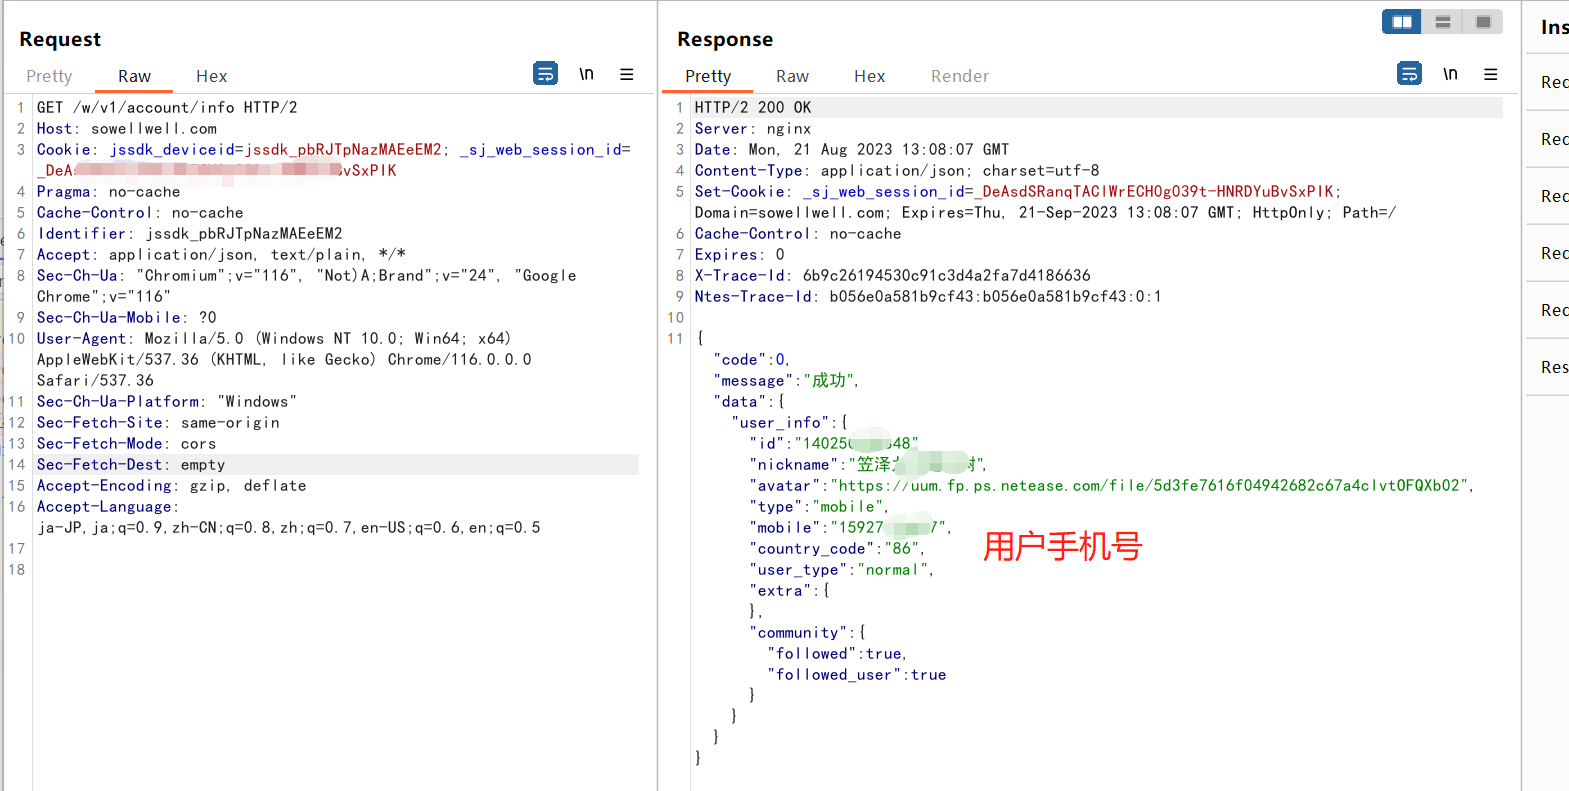 Request
Pretty Raw Hex \n
1 GET /w/v1/account/info HTTP/2
2 Host: sowellwell.com
3 Cookie: jssdk_deviceid=jssdk_pbRJTpNazMAEeEM2; _sj_web_session_id=
_DeA vSxPIK
4 Pragma: no-cache
5 Cache-Control: no-cache
6 Identifier: jssdk_pbRJTpNazMAEeEM2
7 Accept: application/json, text/plain, */*
8 Sec-Ch-Ua: "Chromium";v="116", "Not)A;Brand";v="24", "Google
Chrome";v="116"
9 Sec-Ch-Ua-Mobile: ?0
10 User-Agent: Mozilla/5.0 (Windows NT 10.0; Win64; x64)
AppleWebKit/537.36 (KHTML, like Gecko) Chrome/116.0.0.0
Safari/537.36
11 Sec-Ch-Ua-Platform: "Windows"
12 Sec-Fetch-Site: same-origin
13 Sec-Fetch-Mode: cors
14 Sec-Fetch-Dest: empty
15 Accept-Encoding: gzip, deflate
16 Accept-Language:
ja-JP,ja;q=0.9,zh-CN;q=0.8,zh;q=0.7,en-US;q=0.6,en;q=0.5
17
18
Response
Pretty Raw Hex Render \n
1 HTTP/2 200 OK
2 Server: nginx
3 Date: Mon, 21 Aug 2023 13:08:07 GMT
4 Content-Type: application/json; charset=utf-8
5 Set-Cookie: _sj_web_session_id=_DeAsdSRanqTAClWrECHOgO39t-HNRDYuBvSxPIK;
Domain=sowellwell.com; Expires=Thu, 21-Sep-2023 13:08:07 GMT; HttpOnly; Path=/
6 Cache-Control: no-cache
7 Expires: 0
8 X-Trace-Id: 6b9c26194530c91c3d4a2fa7d4186636
9 Ntes-Trace-Id: b056e0a581b9cf43:b056e0a581b9cf43:0:1
10
11 {
"code":0,
"message":"成功",
"data":{
"user_info":{
"id":"14025 48"
"nickname":"笠泽 树",
"avatar":"https://uum.fp.ps.netease.com/file/5d3fe7616f04942682c67a4clvtOFQXb02",
"type":"mobile",
"mobile":"15927 7",
"country_code":"86",
用户手机号
"user_type":"normal",
"extra":{
},
"community":{
"followed":true,
"followed_user":true
}
}
}
}
Ins
Rec
Rec
Rec
Rec
Rec
Res